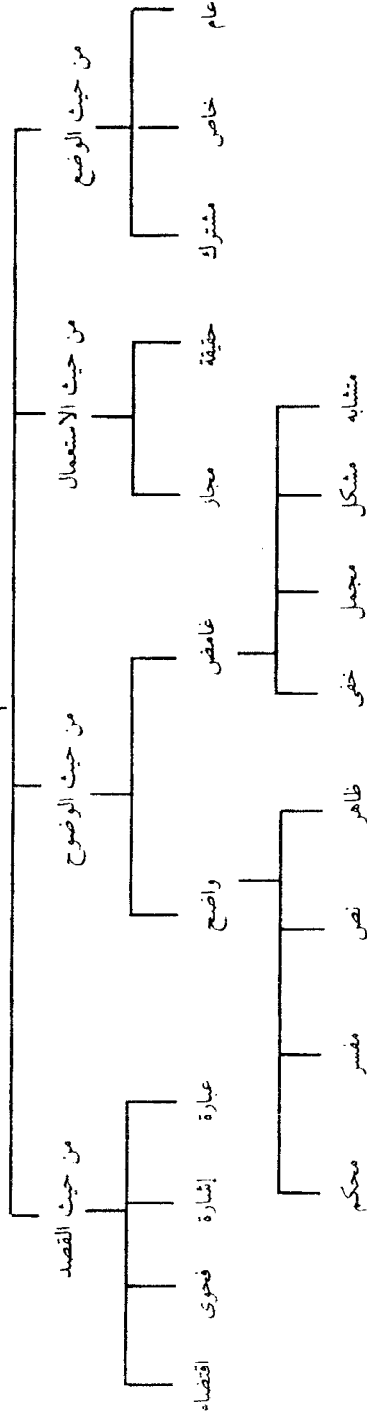 من حيث الوضع
عام
خاص
مشترك
من حيث الاستعمال
حقيقة
مجاز
من حيث الوضوح
غامض
متشابه
مشكل
مجمل
خفى
واضح
ظاهر
نص
مفسر
محكم
من حيث القصد
عبارة
إشارة
فحوى
اقتضاء